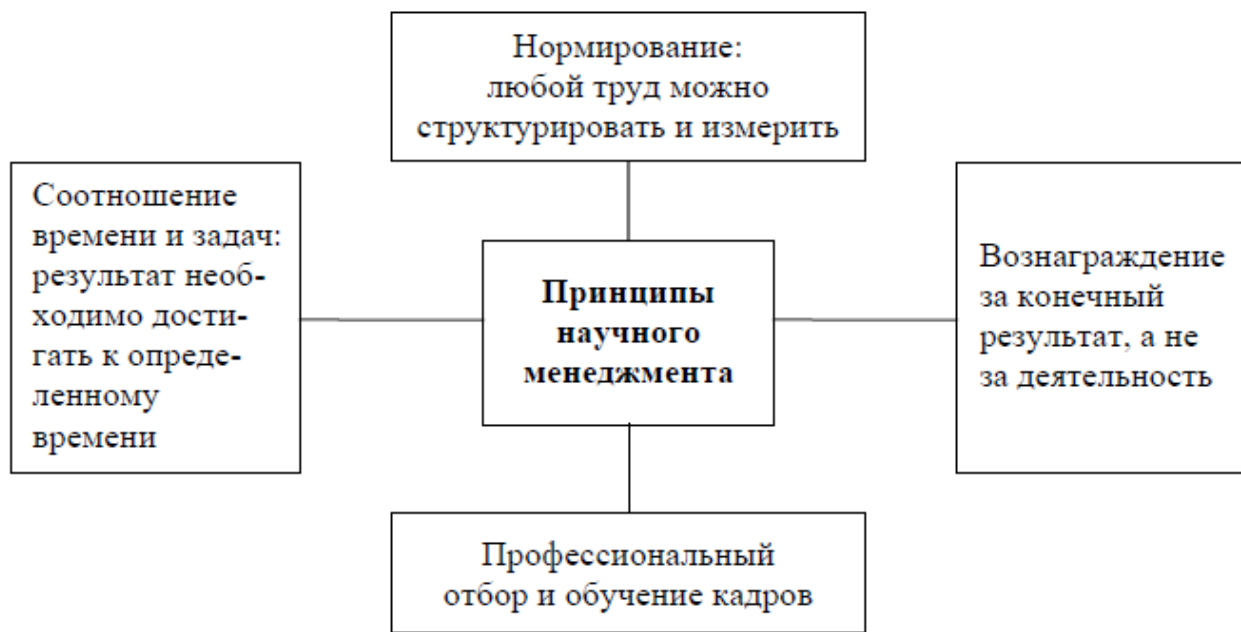 Нормирование:
любой труд можно
структурировать и измерить
Соотношение
времени и задач:
результат необ-
ходимо дости-
гать к опреде-
ленному
времени
Принципы
научного
менеджмента
Вознаграждение
за конечный
результат, а не
за деятельность
Профессиональный
отбор и обучение кадров